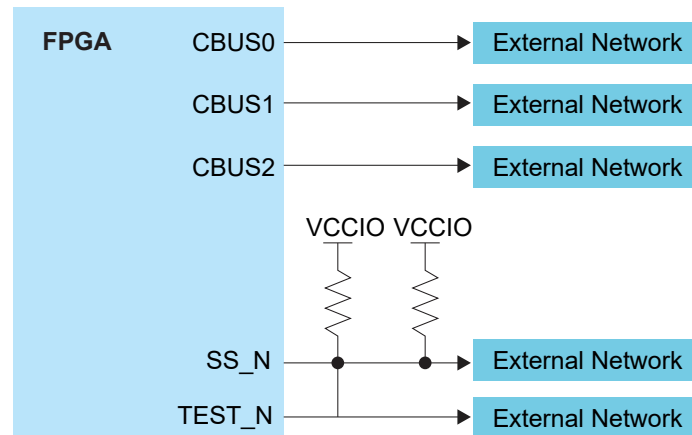 FPGA
CBUS0
External Network
CBUS1
External Network
CBUS2
External Network
VCCIO VCCIO
SS_N
External Network
TEST_N
External Network